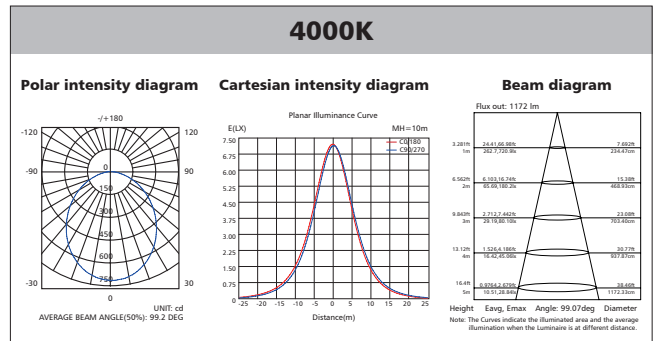 4000K
Polar intensity diagram
Cartesian intensity diagram
Beam diagram
-/+180
-120
120
-90
90
-30
30
0
0
150
300
450
600
750
UNIT: cd
AVERAGE BEAM ANGLE(50%): 99.2 DEG
Planar Illuminance Curve
E(LX)
MH=10m
C0/180
C90/270
7.50
6.75
6.00
5.25
4.50
3.75
3.00
2.25
1.50
0.75
0.00
-25 -20 -15 -10 -5 0 5 10 15 20 25
Distance(m)
Flux out: 1172 lm
3.281ft 24.41,66.98fc 7.692ft
1m 262.7,720.9lx 234.47cm
6.562ft 6.103,16.74fc 15.38ft
2m 65.69,180.2lx 468.93cm
9.843ft 2.712,7.442fc 23.08ft
3m 29.19,80.10lx 703.40cm
13.12ft 1.526,4.186fc 30.77ft
4m 16.42,45.06lx 937.87cm
16.4ft 0.9764,2.679fc 38.46ft
5m 10.51,28.84lx 1172.33cm
Height Eavg, Emax Angle: 99.07deg Diameter
Note: The Curves indicate the illuminated area and the average
illumination when the Luminaire is at different distance.